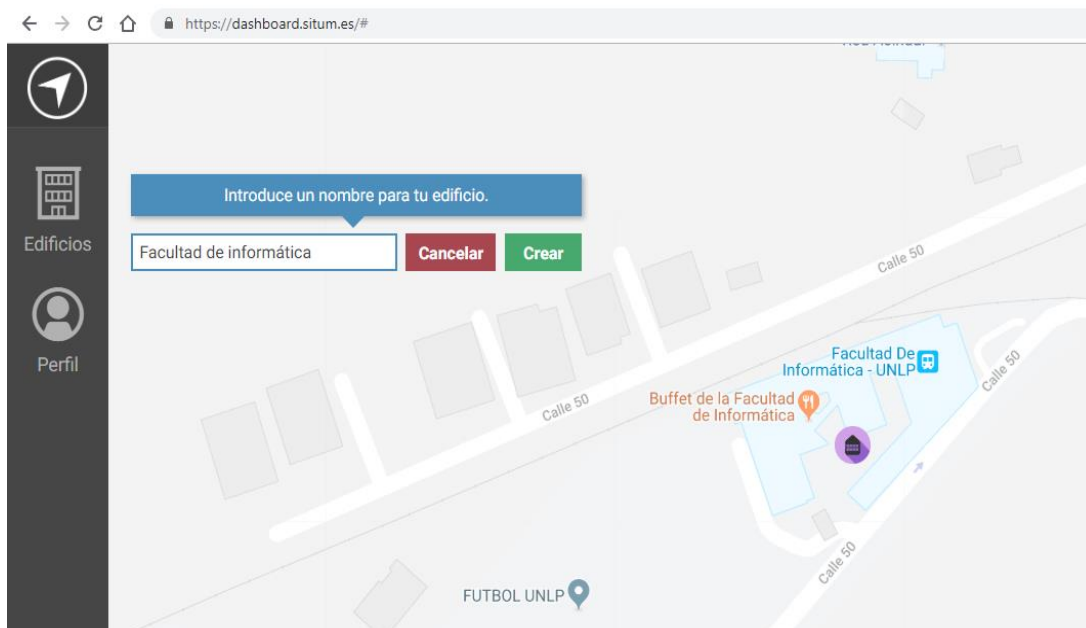 https://dashboard.situm.es/#
Introduce un nombre para tu edificio.
Edificios
Facultad de informática
Cancelar
Crear
Calle 50
Perfil
Facultad De
Informática - UNLP
Calle 50
Buffet de la Facultad
de Informática
Calle 50
Calle 50
FUTBOL UNLP